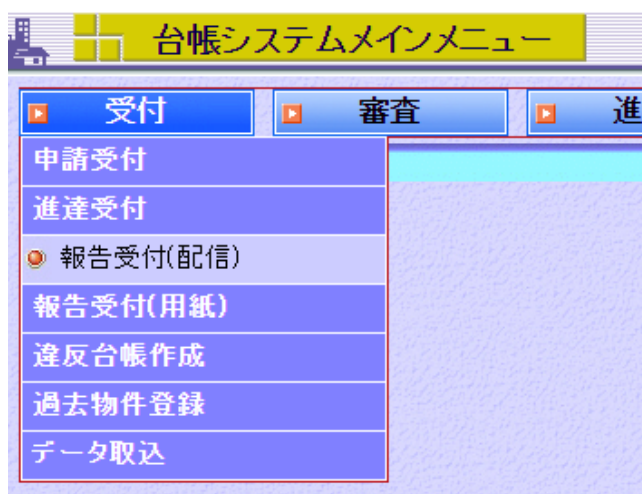 台帳システムメインメニュー
受付 審査 進
申請受付
進達受付
報告受付(配信)
報告受付(用紙)
違反台帳作成
過去物件登録
データ取込